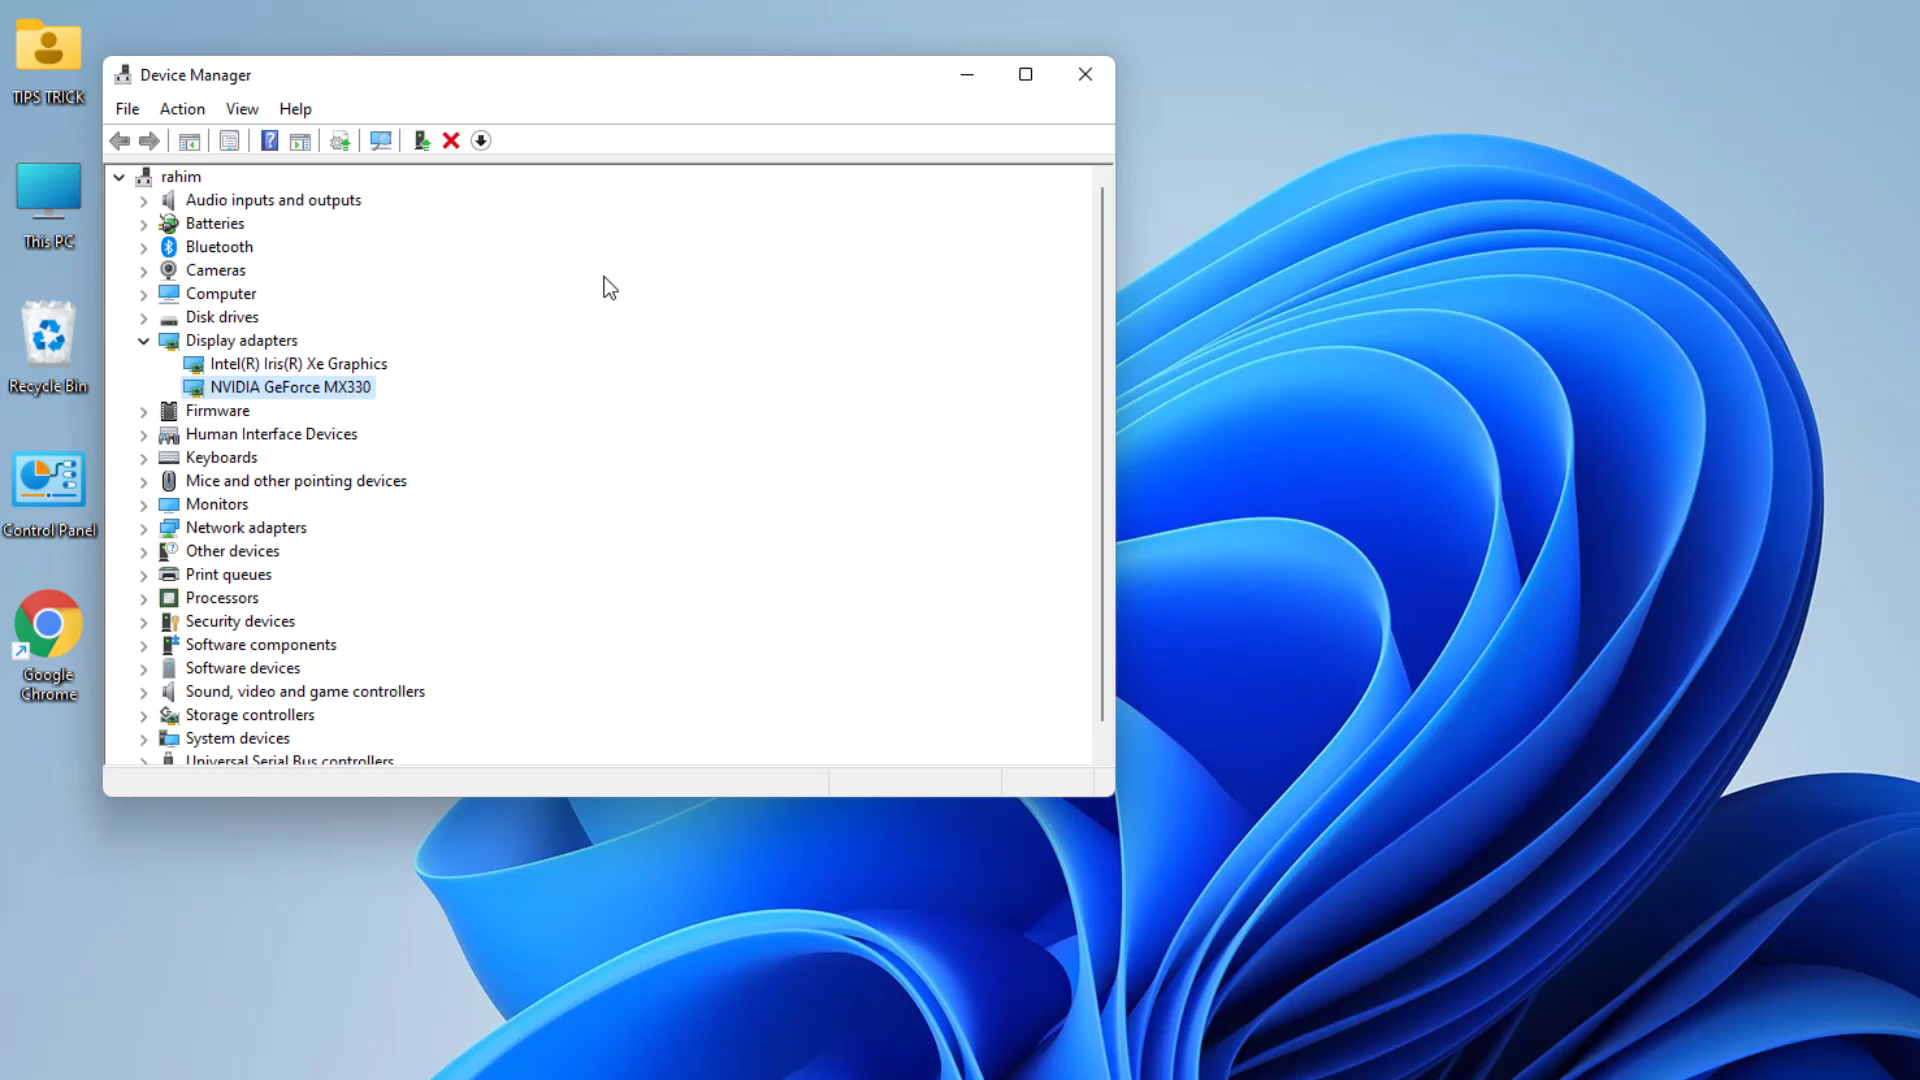 TIPS TRICK
This PC
Recycle Bin
Control Panel
Google
Chrome
Device Manager
File Action View Help
rahim
Audio inputs and outputs
Batteries
Bluetooth
Cameras
Computer
Disk drives
Display adapters
Intel(R) Iris(R) Xe Graphics
NVIDIA GeForce MX330
Firmware
Human Interface Devices
Keyboards
Mice and other pointing devices
Monitors
Network adapters
Other devices
Print queues
Processors
Security devices
Software components
Software devices
Sound, video and game controllers
Storage controllers
System devices
Universal Serial Bus controllers